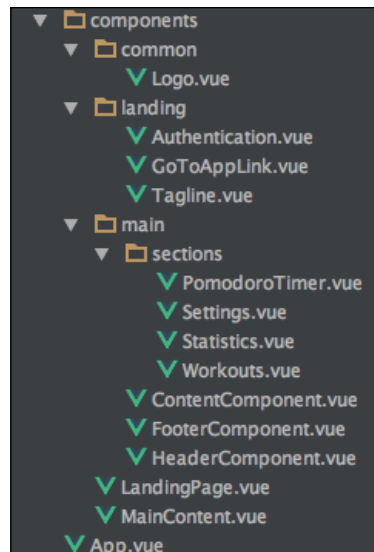 components
common
Logo.vue
landing
Authentication.vue
GoToAppLink.vue
Tagline.vue
main
sections
PomodoroTimer.vue
Settings.vue
Statistics.vue
Workouts.vue
ContentComponent.vue
FooterComponent.vue
HeaderComponent.vue
LandingPage.vue
MainContent.vue
App.vue